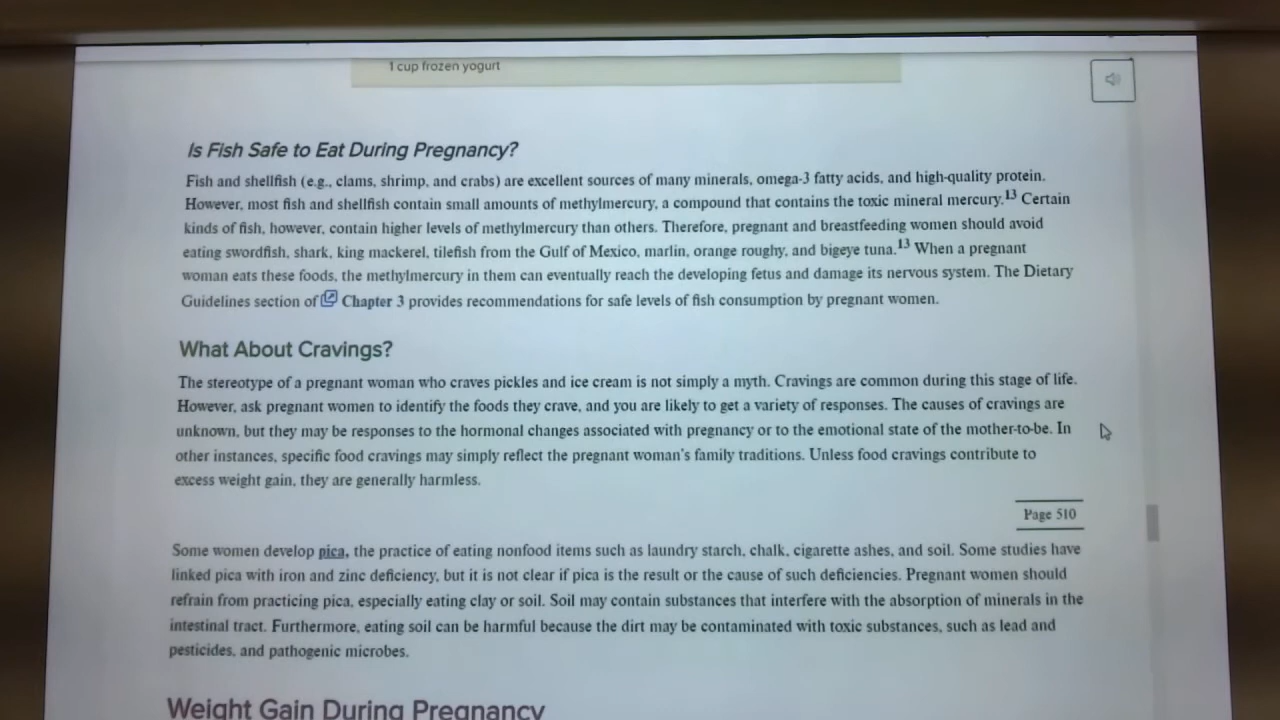 1 cup frozen yogurt
Is Fish Safe to Eat During Pregnancy?
Fish and shellfish (e.g., clams, shrimp, and crabs) are excellent sources of many minerals, omega-3 fatty acids, and high-quality protein.
However, most fish and shellfish contain small amounts of methylmercury, a compound that contains the toxic mineral mercury.13 Certain
kinds of fish, however, contain higher levels of methylmercury than others. Therefore, pregnant and breastfeeding women should avoid
eating swordfish, shark, king mackerel, tilefish from the Gulf of Mexico, marlin, orange roughy, and bigeye tuna.13 When a pregnant
woman eats these foods, the methylmercury in them can eventually reach the developing fetus and damage its nervous system. The Dietary
Guidelines section of Chapter 3 provides recommendations for safe levels of fish consumption by pregnant women.
What About Cravings?
The stereotype of a pregnant woman who craves pickles and ice cream is not simply a myth. Cravings are common during this stage of life.
However, ask pregnant women to identify the foods they crave, and you are likely to get a variety of responses. The causes of cravings are
unknown, but they may be responses to the hormonal changes associated with pregnancy or to the emotional state of the mother-to-be. In
other instances, specific food cravings may simply reflect the pregnant woman's family traditions. Unless food cravings contribute to
excess weight gain, they are generally harmless.
Page 510
Some women develop pica, the practice of eating nonfood items such as laundry starch, chalk, cigarette ashes, and soil. Some studies have
linked pica with iron and zinc deficiency, but it is not clear if pica is the result or the cause of such deficiencies. Pregnant women should
refrain from practicing pica, especially eating clay or soil. Soil may contain substances that interfere with the absorption of minerals in the
intestinal tract. Furthermore, eating soil can be harmful because the dirt may be contaminated with toxic substances, such as lead and
pesticides, and pathogenic microbes.
Weight Gain During Pregnancy